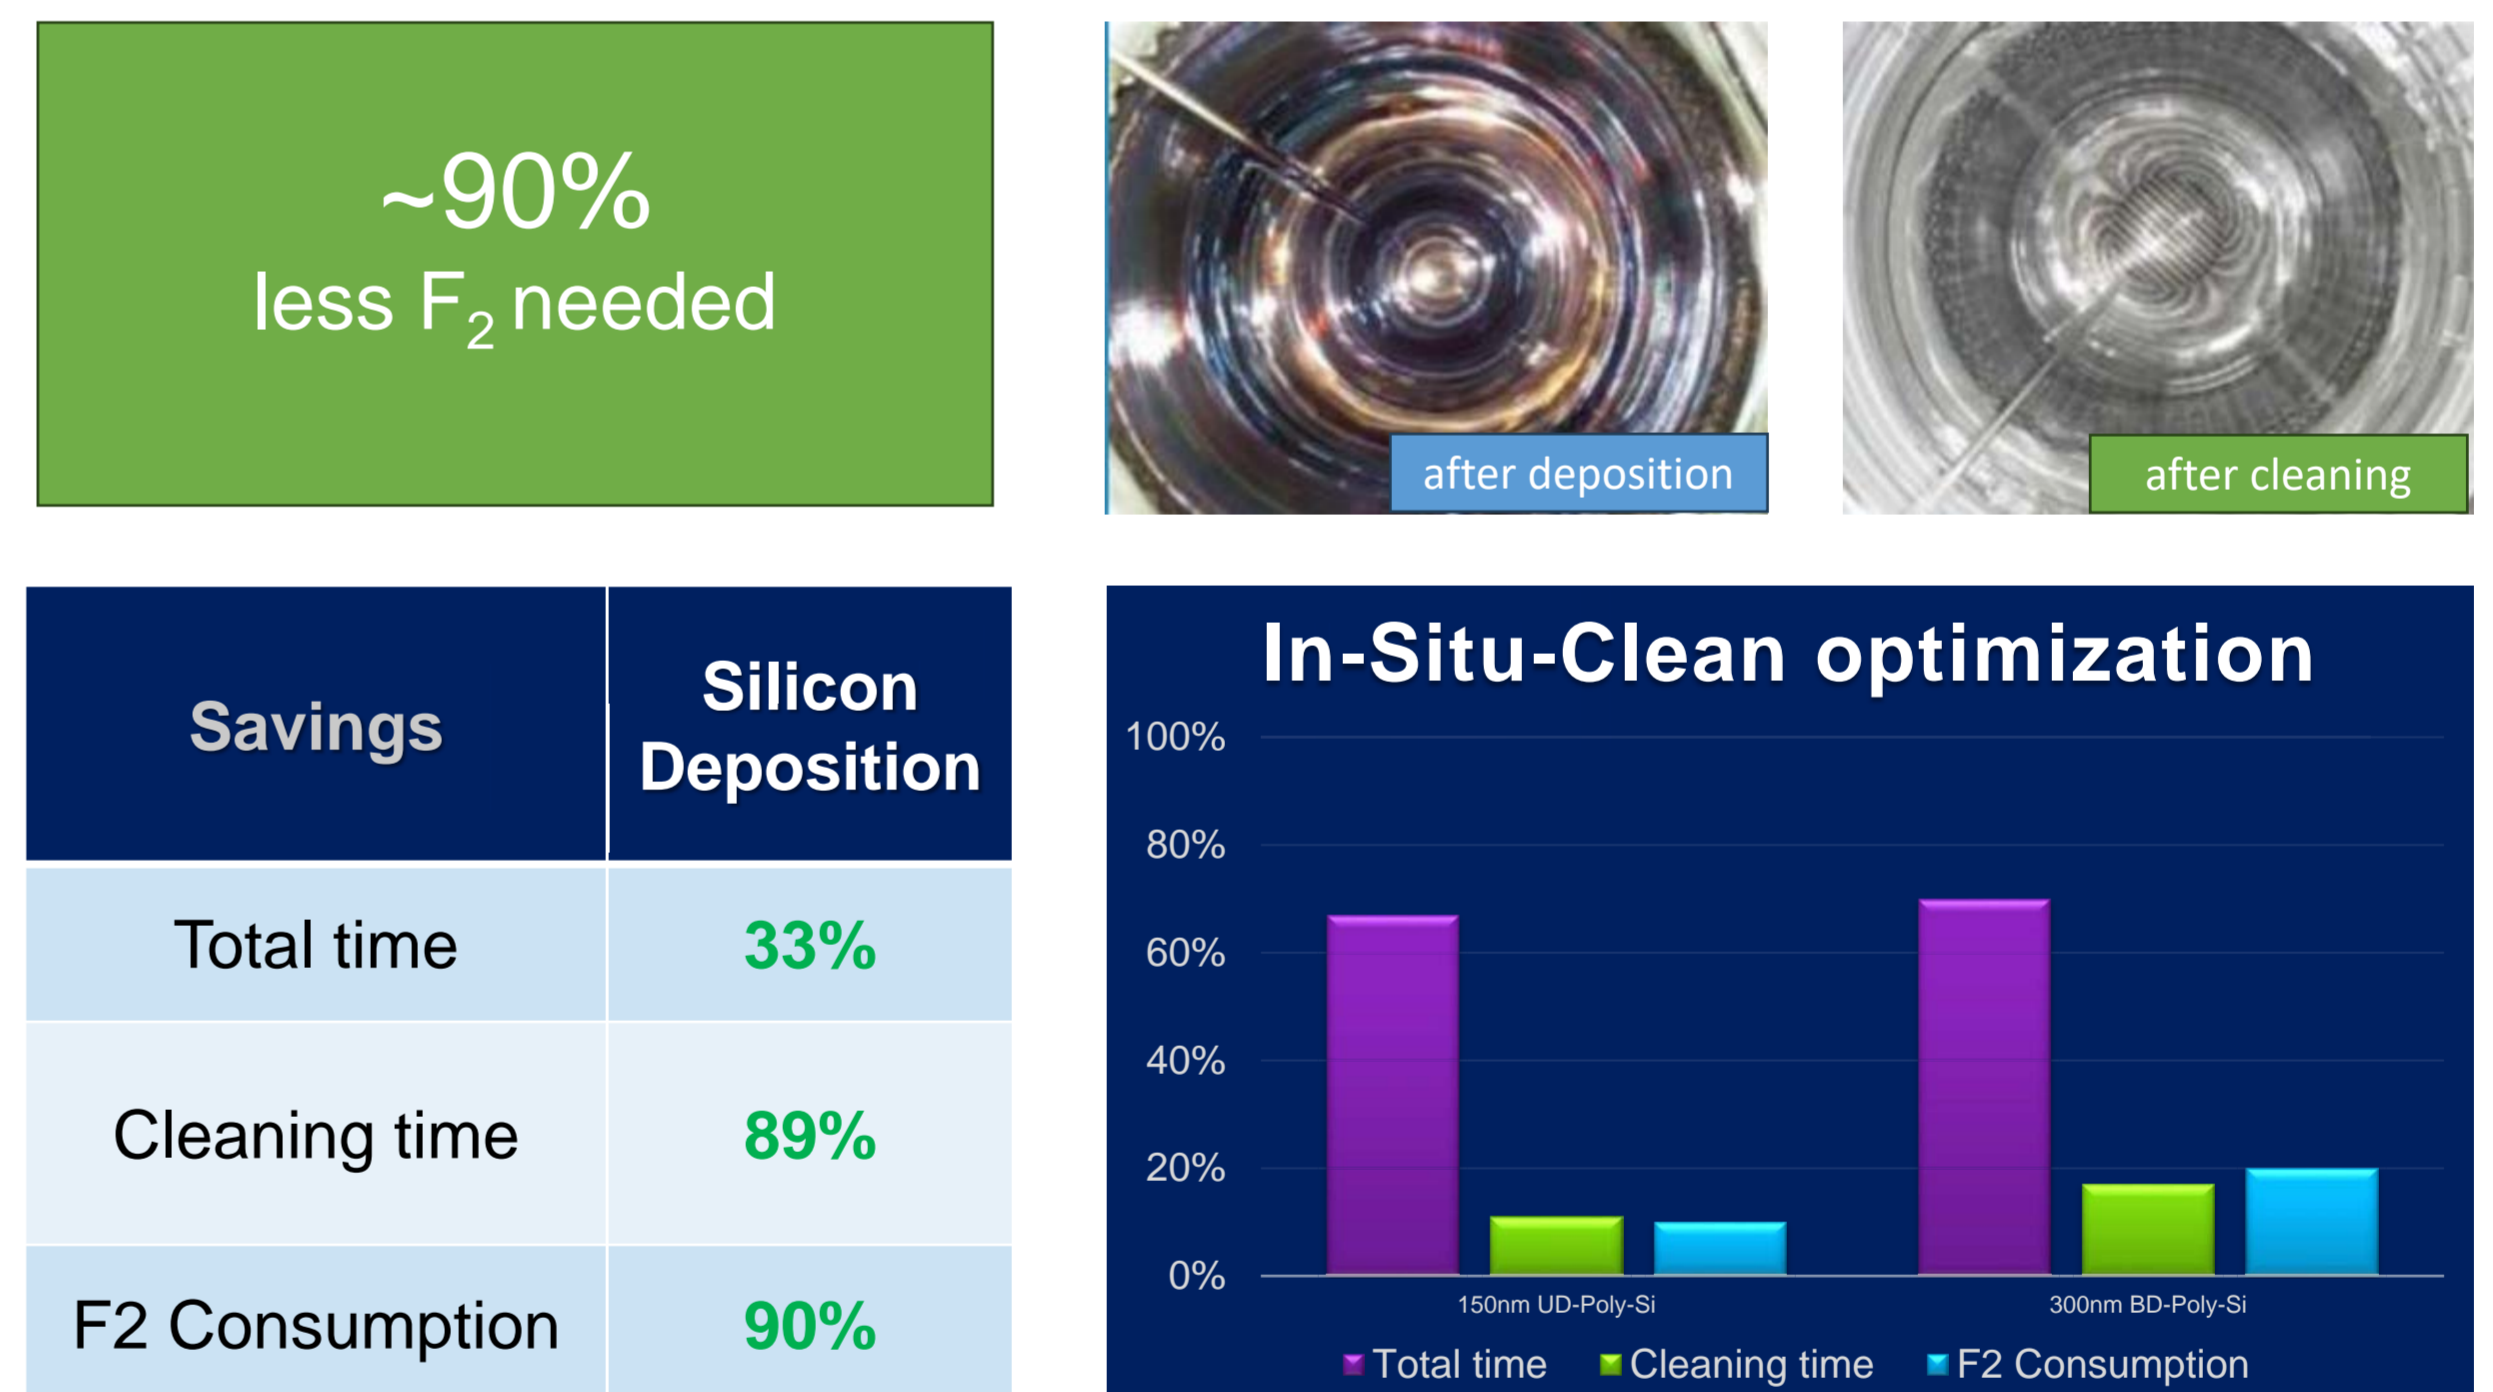 ~90%
less F₂ needed
after deposition
after cleaning
Savings
Silicon
Deposition
Total time
33%
Cleaning time
89%
F2 Consumption
90%
In-Situ-Clean optimization
100%
80%
60%
40%
20%
0%
150nm UD-Poly-Si
300nm BD-Poly-Si
Total time
Cleaning time
F2 Consumption